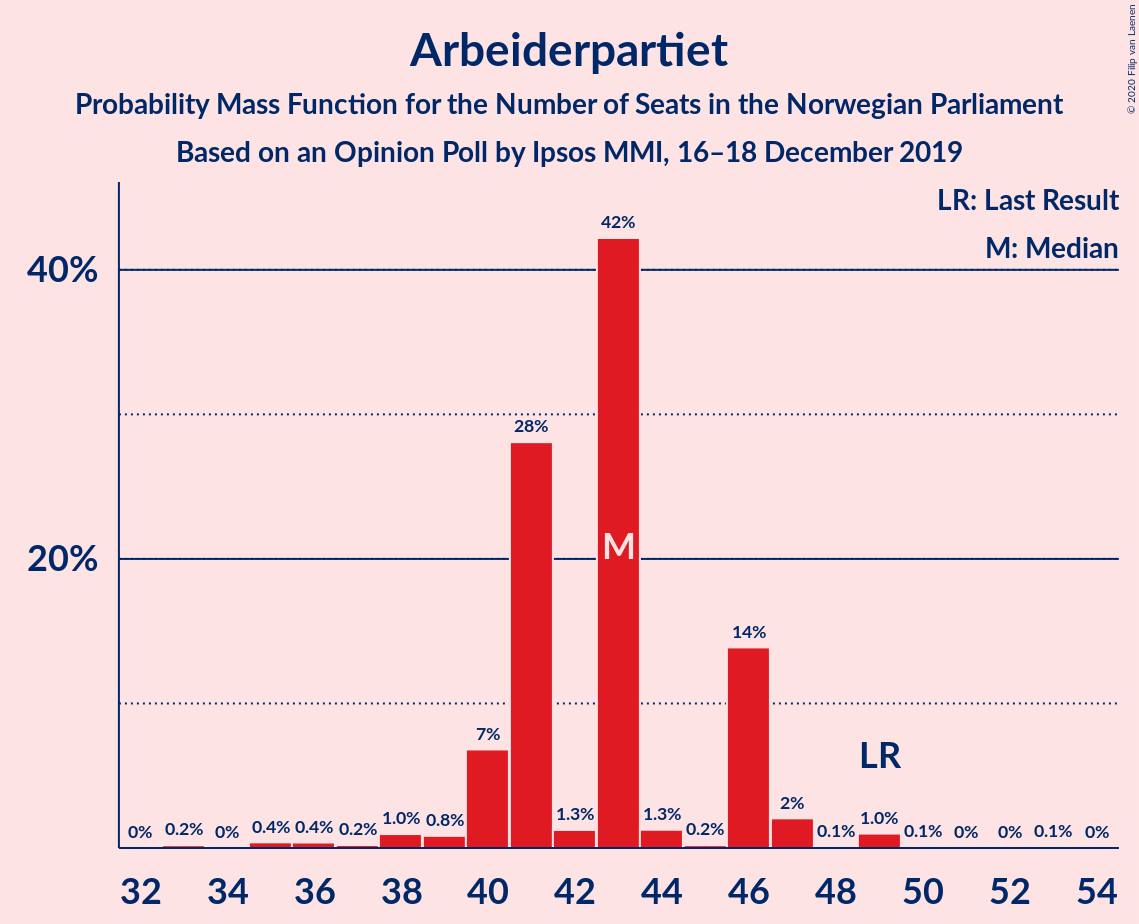 Arbeiderpartiet
Probability Mass Function for the Number of Seats in the Norwegian Parliament
Based on an Opinion Poll by Ipsos MMI, 16–18 December 2019
© 2020 Filip van Laenen
LR: Last Result
M: Median
40%
20%
0% 0.2% 0% 0.4% 0.4% 0.2% 1.0% 0.8% 7% 28% 1.3% 42% 1.3% 0.2% 14% 2% 0.1% 1.0% 0.1% 0% 0% 0.1% 0%
M
LR
32 34 36 38 40 42 44 46 48 50 52 54